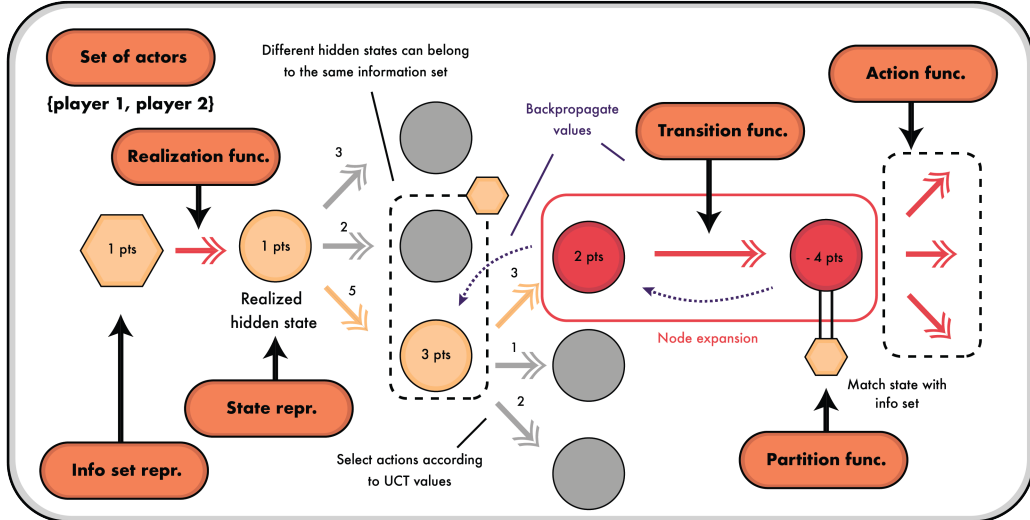 Set of actors
{player 1, player 2}
Different hidden states can belong
to the same information set
Action func.
Backpropagate
values
Transition func.
Realization func.
3
1 pts
1 pts
2
2 pts
- 4 pts
3
5
Realized
hidden state
3 pts
1
Node expansion
2
Match state with
info set
State repr.
Select actions according
to UCT values
Info set repr.
Partition func.